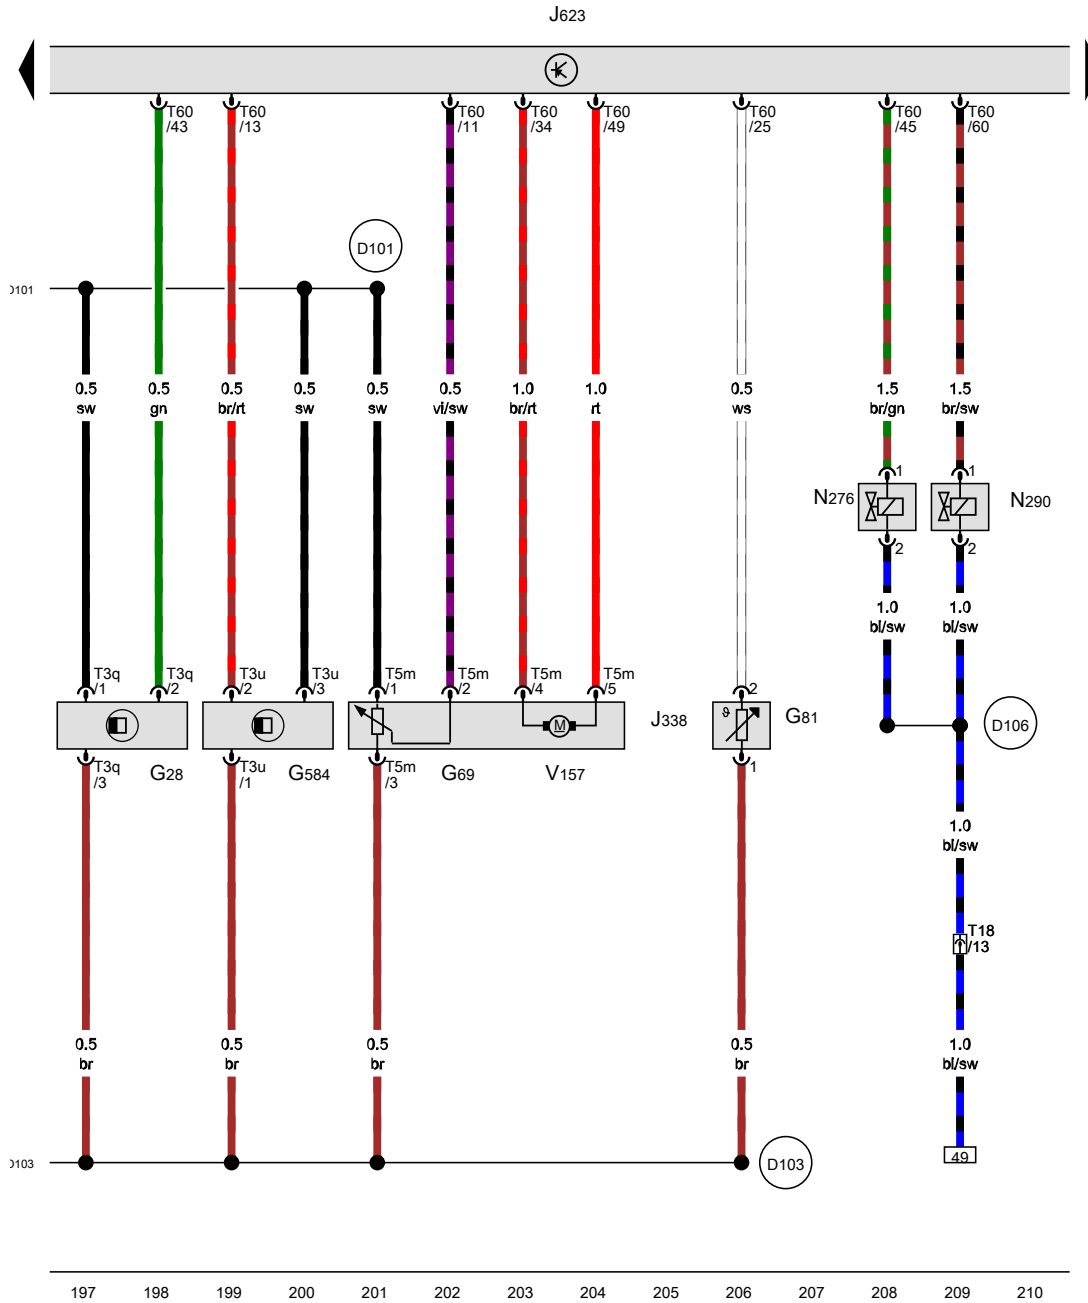 J623
T60 T60 T60 T60 T60 T60 T60 T60
/43 /13 /11 /34 /49 /25 /45 /60
D101
D101
0.5 0.5 0.5 0.5 0.5 0.5 1.0 1.0 0.5 1.5 1.5
sw gn br/rt sw sw vi/sw br/rt rt ws br/gn br/sw
1 1
N276 N290
2 2
1.0 1.0
bl/sw bl/sw
T3q T3q T3u T3u T5m T5m T5m T5m
/1 /2 /2 /3 /1 /2 /4 /5 2
ϑ M J338 G81 D106
T3q G28 T3u G584 T5m G69 V157 1
/3 /1 /3
1.0
bl/sw
T18
/13
0.5 0.5 0.5 0.5 1.0
br br br br bl/sw
49
D103 D103
197 198 199 200 201 202 203 204 205 206 207 208 209 210